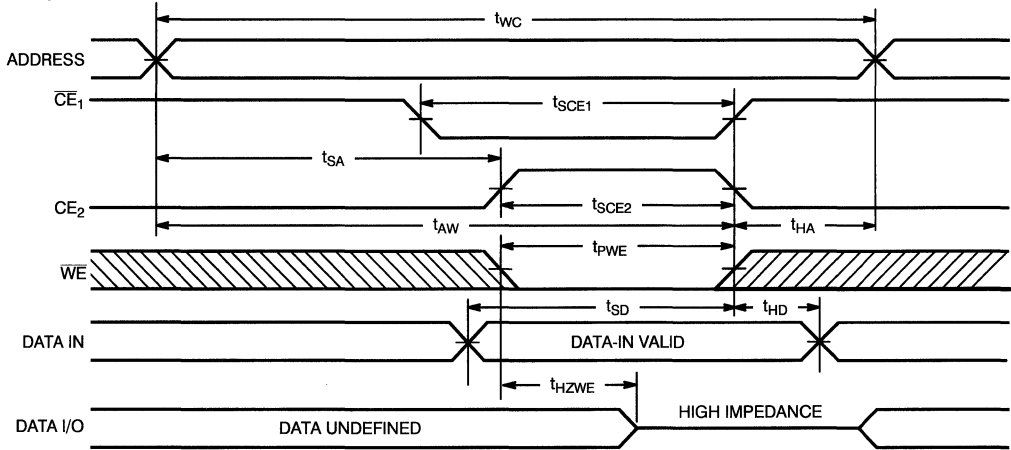 tWC
ADDRESS
CE1
tSCE1
tSA
CE2
tSCE2
tAW
tHA
tPWE
WE
tSD
tHD
DATA IN
DATA-IN VALID
tHZWE
HIGH IMPEDANCE
DATA I/O
DATA UNDEFINED